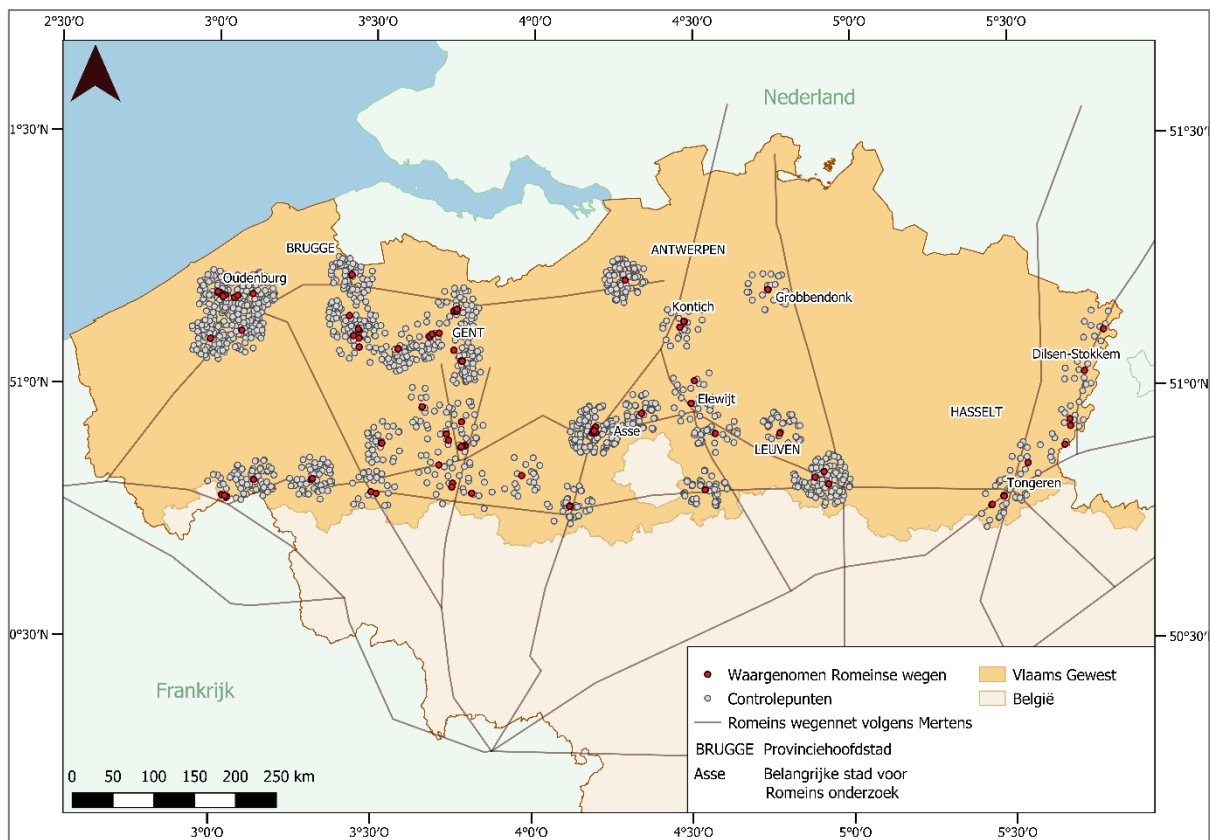 2°30'O 3°0'O 3°30'O 4°0'O 4°30'O 5°0'O 5°30'O
Nederland
1°30'N 51°30'N
BRUGGE ANTWERPEN
Oudenburg
Grobbendonk
Kontich
GENT
Dilsen-Stokkem
51°0'N 51°0'N
Elewijt HASSELT
Asse
LEUVEN
Tongeren
0°30'N 50°30'N
Frankrijk
Waargenomen Romeinse wegen Vlaams Gewest
Controlepunten België
Romeins wegennet volgens Mertens
BRUGGE Provinciehoofdstad
Asse Belangrijke stad voor
Romeins onderzoek
0 50 100 150 200 250 km
3°0'O 3°30'O 4°0'O 4°30'O 5°0'O 5°30'O